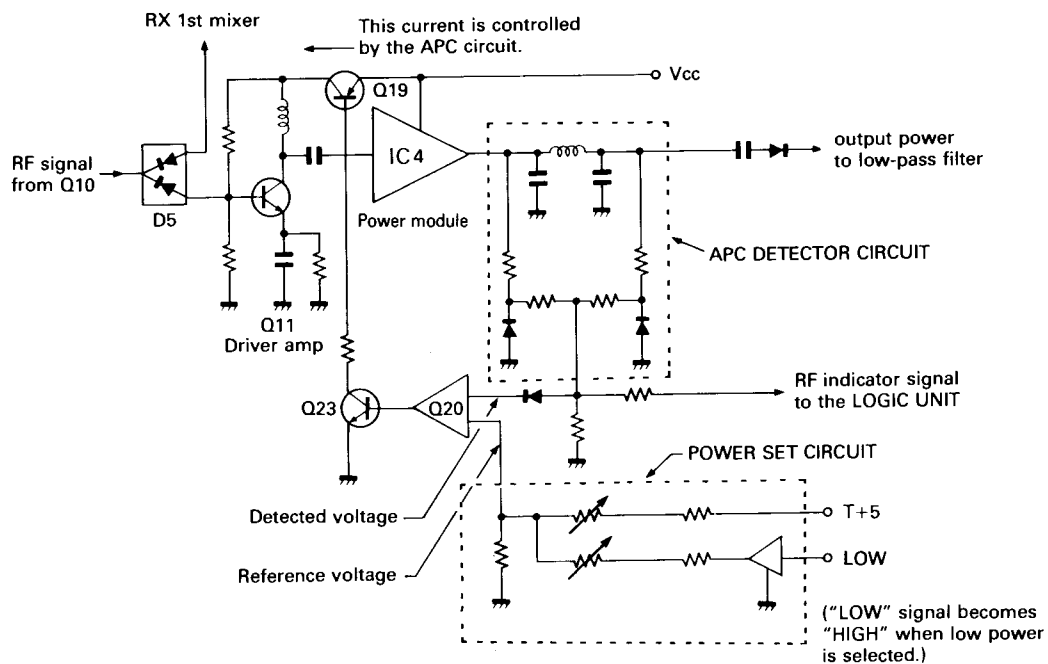 RX 1st mixer
This current is controlled
by the APC circuit.
Q19
Vcc
IC4
RF signal
from Q10
output power
to low-pass filter
D5
Power module
APC DETECTOR CIRCUIT
Q11
Driver amp
RF indicator signal
to the LOGIC UNIT
Q23
Q20
POWER SET CIRCUIT
Detected voltage
T+5
Reference voltage
LOW
("LOW" signal becomes
"HIGH" when low power
is selected.)